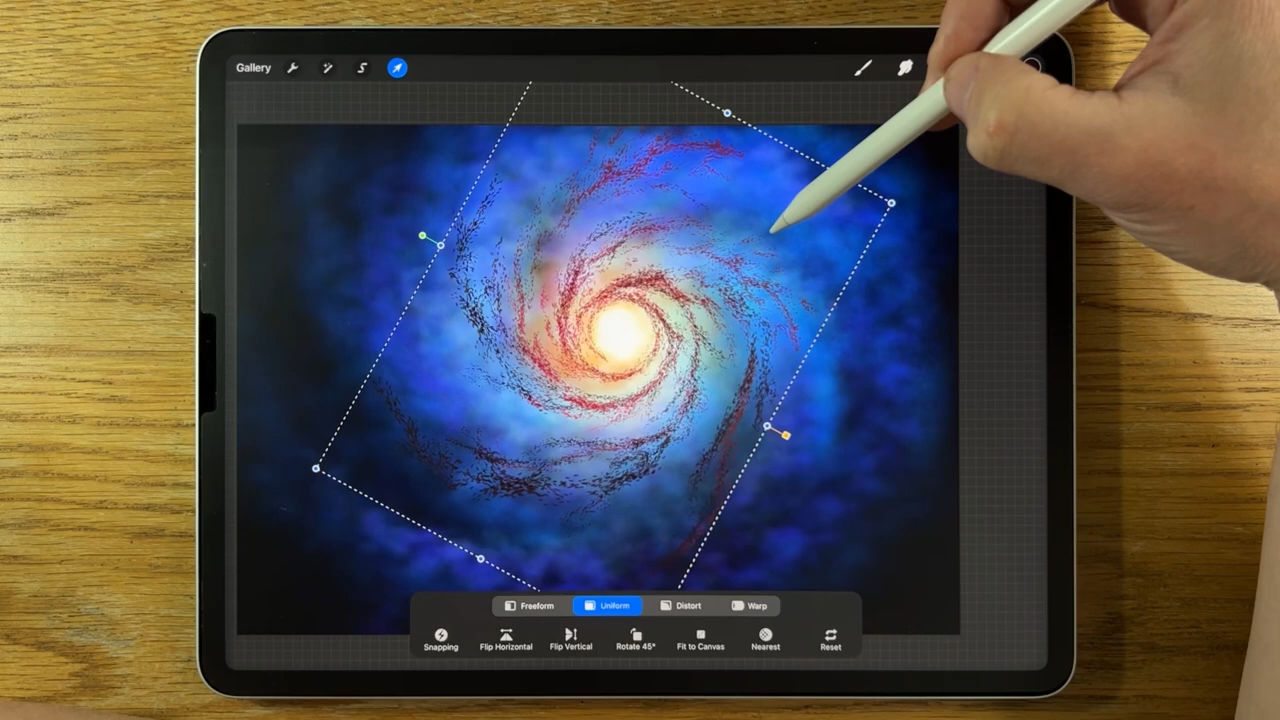 Gallery
Freeform Uniform Distort Warp
Snapping Flip Horizontal Flip Vertical Rotate 45° Fit to Canvas Nearest Reset